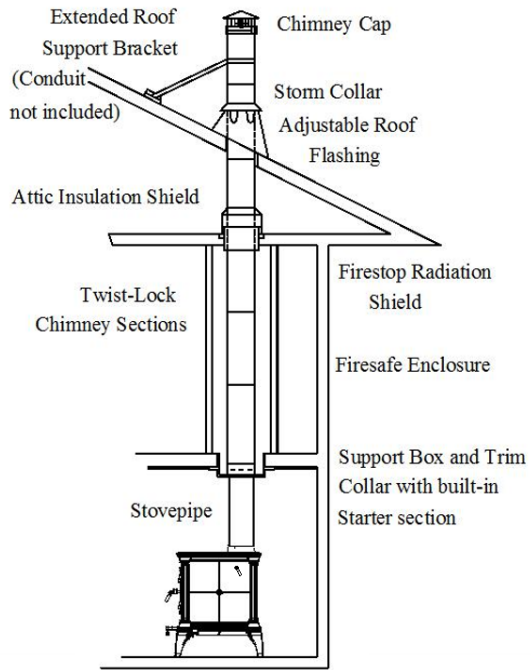 Extended Roof
Support Bracket
(Conduit
not included)
Chimney Cap
Storm Collar
Adjustable Roof
Flashing
Attic Insulation Shield
Firestop Radiation
Shield
Twist-Lock
Chimney Sections
Firesafe Enclosure
Support Box and Trim
Collar with built-in
Starter section
Stovepipe